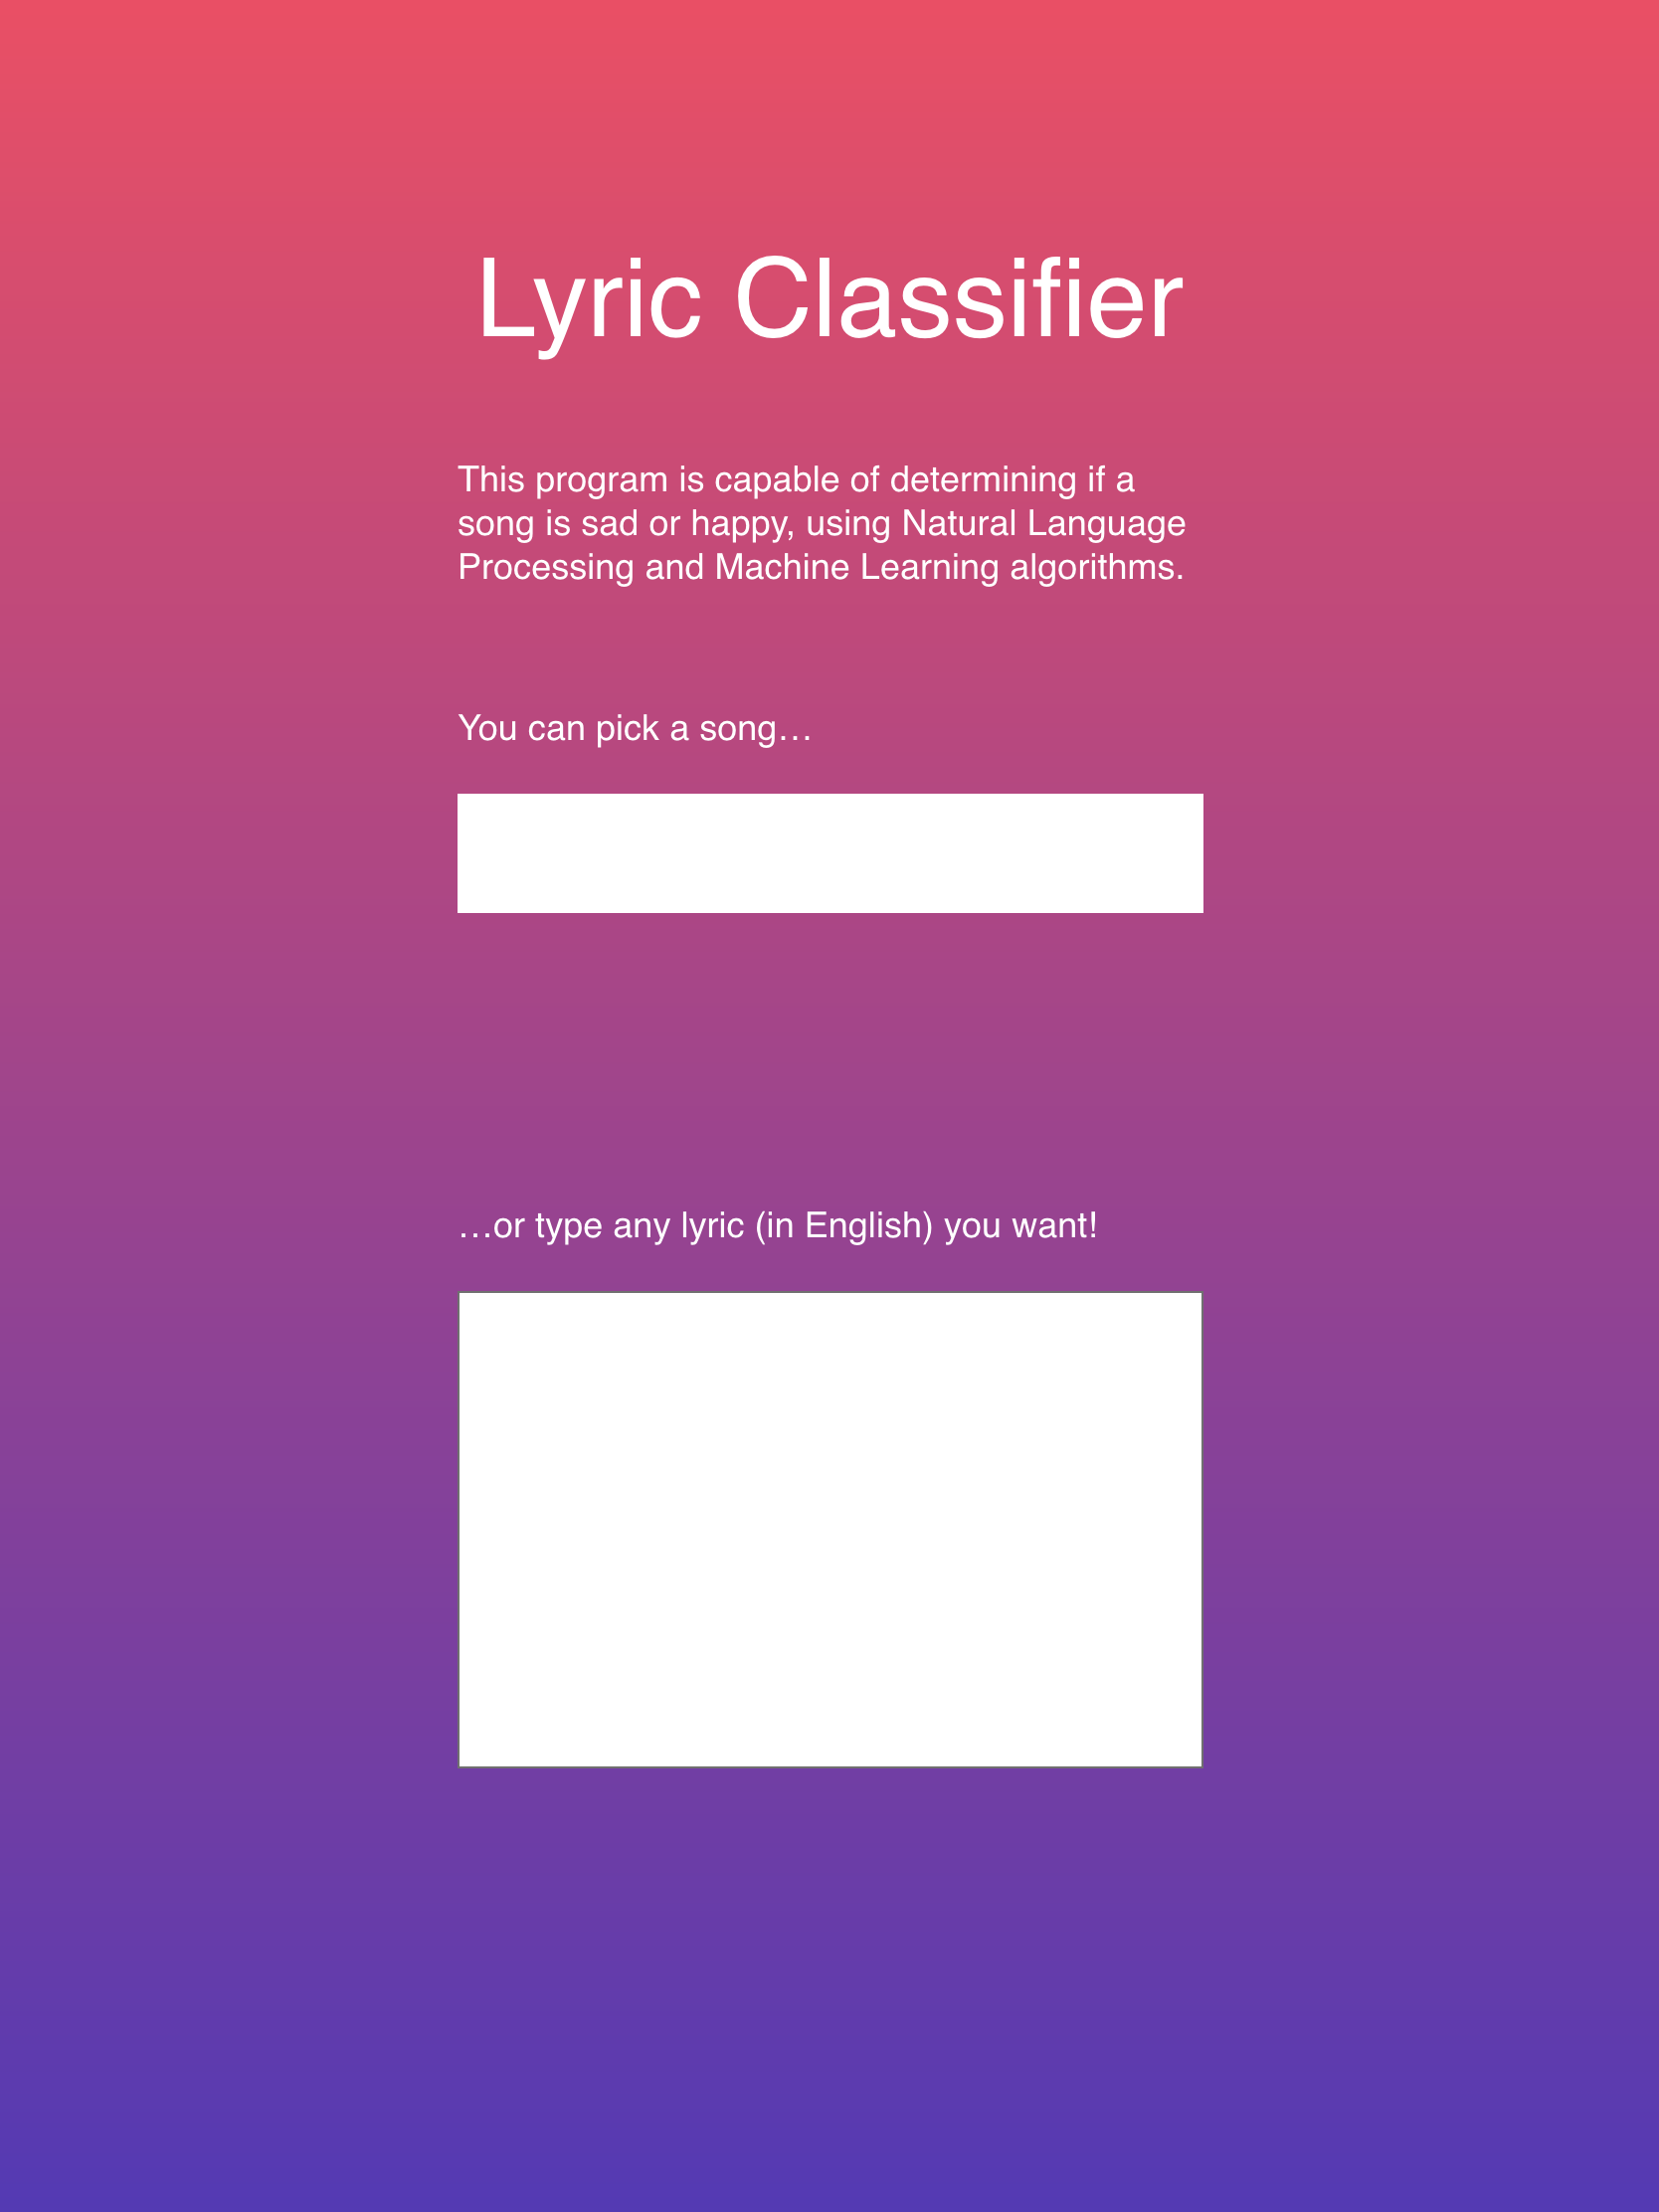 Lyric Classifier
This program is capable of determining if a
song is sad or happy, using Natural Language
Processing and Machine Learning algorithms.
You can pick a song…
…or type any lyric (in English) you want!